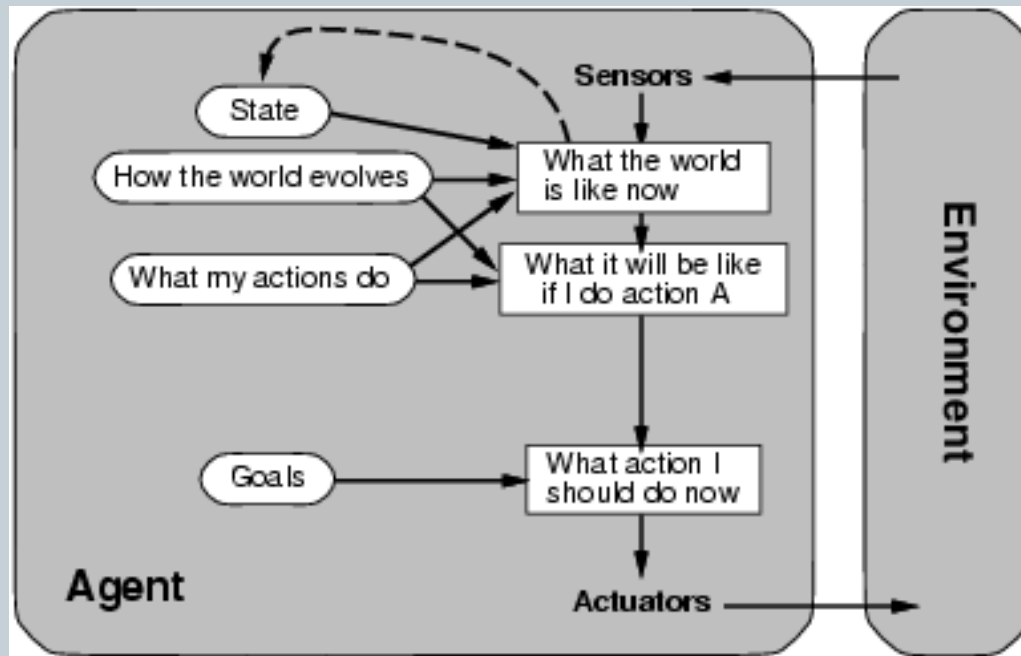 Sensors
State
What the world
is like now
How the world evolves
What my actions do
What it will be like
if I do action A
Goals
What action I
should do now
Agent
Actuators
Environment